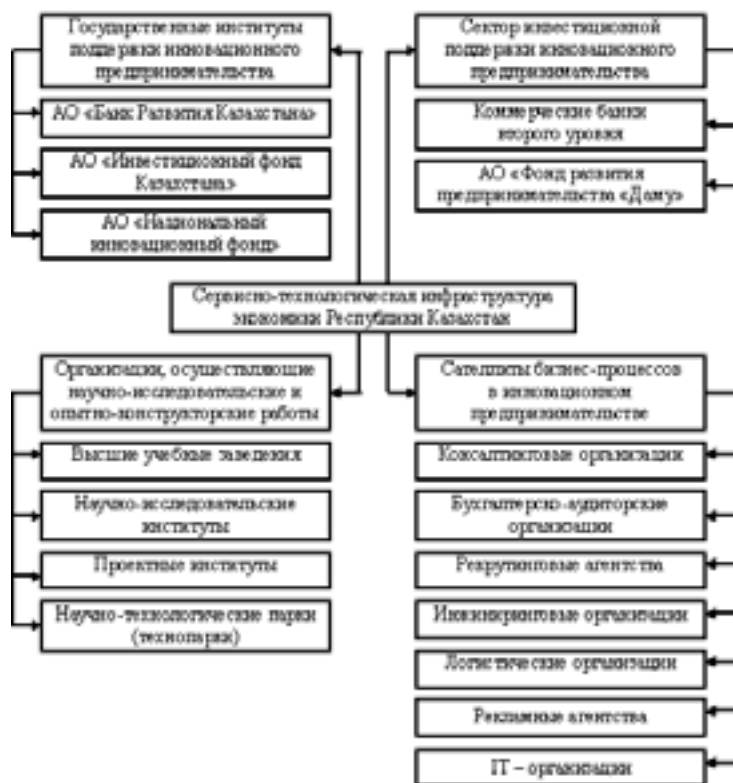 Государственные институты
поддержки инновационного
предпринимательства
АО «Банк Развития Казахстана»
АО «Инвестиционный фонд
Казахстана»
АО «Национальный
инновационный фонд»
Сектор инвестиционной
поддержки инновационного
предпринимательства
Коммерческие банки
второго уровня
АО «Фонд развития
предпринимательства «Даму»
Сервисно-технологическая инфраструктура
экономики Республики Казахстан
Организации, осуществляющие
научно-исследовательские и
опытно-конструкторские работы
Высшие учебные заведения
Научно-исследовательские
институты
Проектные институты
Научно-технологические парки
(технопарки)
Сателлиты бизнес-процессов
в инновационном
предпринимательстве
Консалтинговые организации
Бухгалтерско-аудиторские
организации
Рекрутинговые агентства
Инжиниринговые организации
Логистические организации
Рекламные агентства
IT – организации